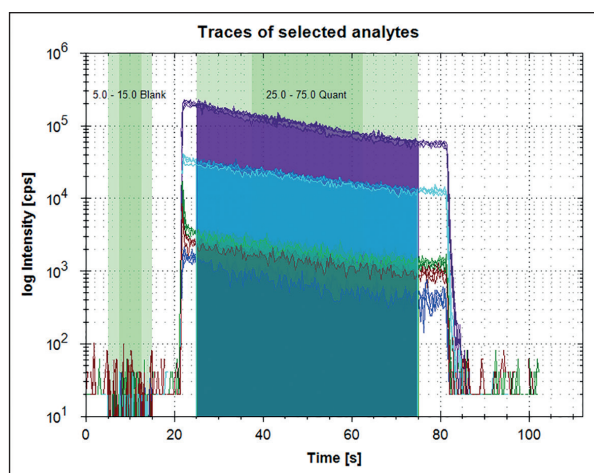 Traces of selected analytes
log Intensity [cps]
10^6
10^5
10^4
10^3
10^2
10^1
5.0 - 15.0 Blank
25.0 - 75.0 Quant
0 20 40 60 80 100
Time [s]